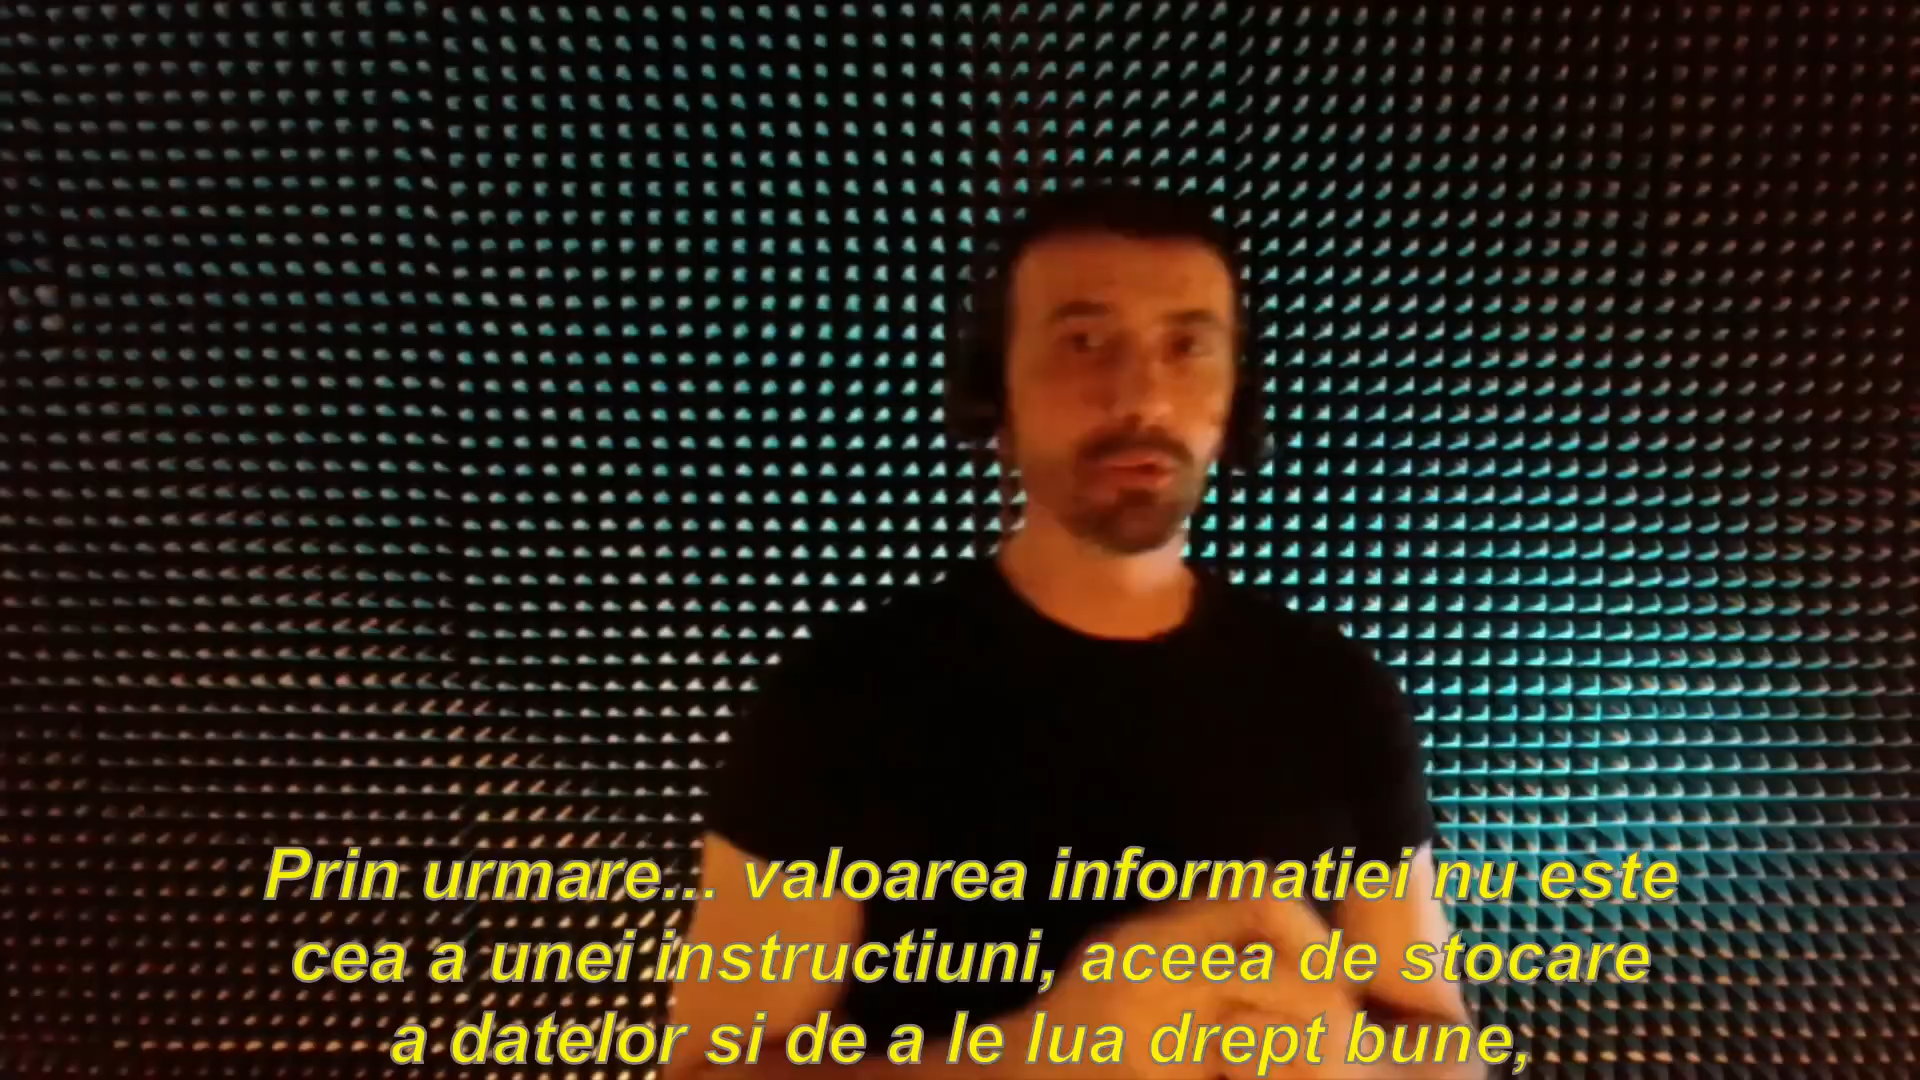 Prin urmare... valoarea informatiei nu este
cea a unei instructiuni, aceea de stocare
a datelor si de a le lua drept bune,